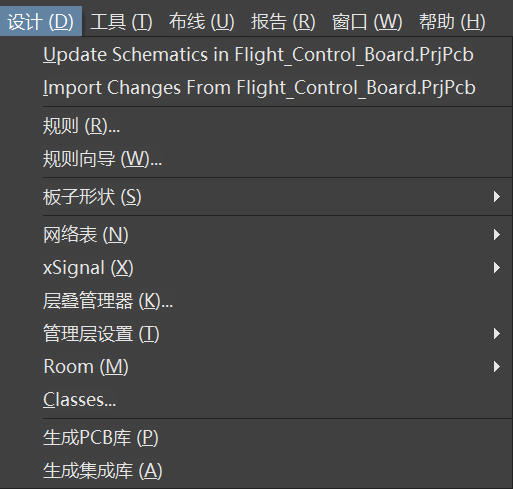 设计 (D) 工具 (T) 布线 (U) 报告 (R) 窗口 (W) 帮助 (H)
Update Schematics in Flight_Control_Board.PrjPcb
Import Changes From Flight_Control_Board.PrjPcb
规则 (R)...
规则向导 (W)...
板子形状 (S)
网络表 (N)
xSignal (X)
层叠管理器 (K)...
管理层设置 (T)
Room (M)
Classes...
生成PCB库 (P)
生成集成库 (A)